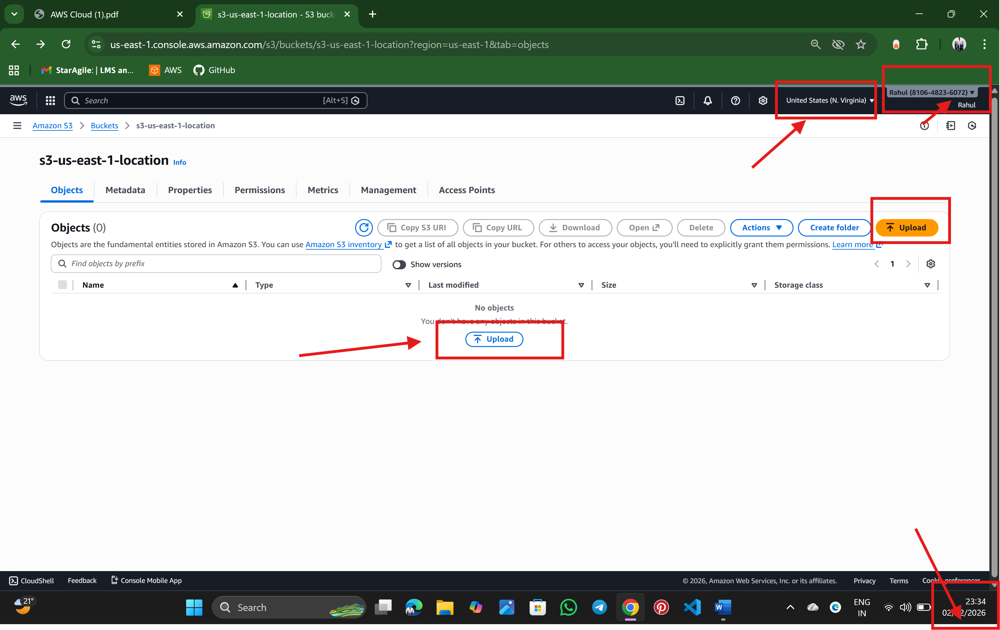 AWS Cloud (1).pdf
s3-us-east-1-location - S3 buck
us-east-1.console.aws.amazon.com/s3/buckets/s3-us-east-1-location?region=us-east-1&tab=objects
StarAgile: | LMS an... AWS GitHub
aws Search [Alt+S] United States (N. Virginia) Rahul (8106-4823-6072)
Rahul
Amazon S3 Buckets s3-us-east-1-location
s3-us-east-1-location Info
Objects Metadata Properties Permissions Metrics Management Access Points
Objects (0) Copy S3 URI Copy URL Download Open Delete Actions Create folder Upload
Objects are the fundamental entities stored in Amazon S3. You can use Amazon S3 inventory to get a list of all objects in your bucket. For others to access your objects, you'll need to explicitly grant them permissions. Learn more
Find objects by prefix Show versions 1
Name Type Last modified Size Storage class
No objects
You don't have any objects in this bucket.
Upload
CloudShell Feedback Console Mobile App © 2026, Amazon Web Services, Inc. or its affiliates. Privacy Terms Cookie preferences
21° Search ENG 23:34
IN